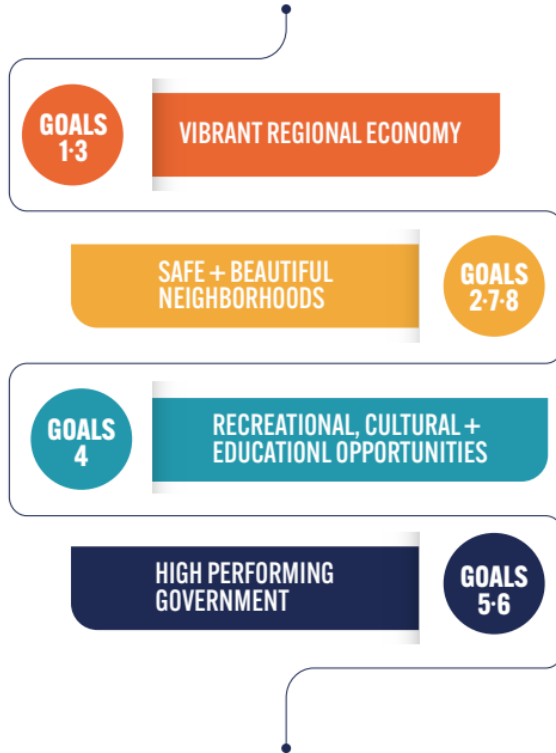 GOALS
1·3
VIBRANT REGIONAL ECONOMY
SAFE + BEAUTIFUL
NEIGHBORHOODS
GOALS
2·7·8
GOALS
4
RECREATIONAL, CULTURAL +
EDUCATIONL OPPORTUNITIES
HIGH PERFORMING
GOVERNMENT
GOALS
5·6